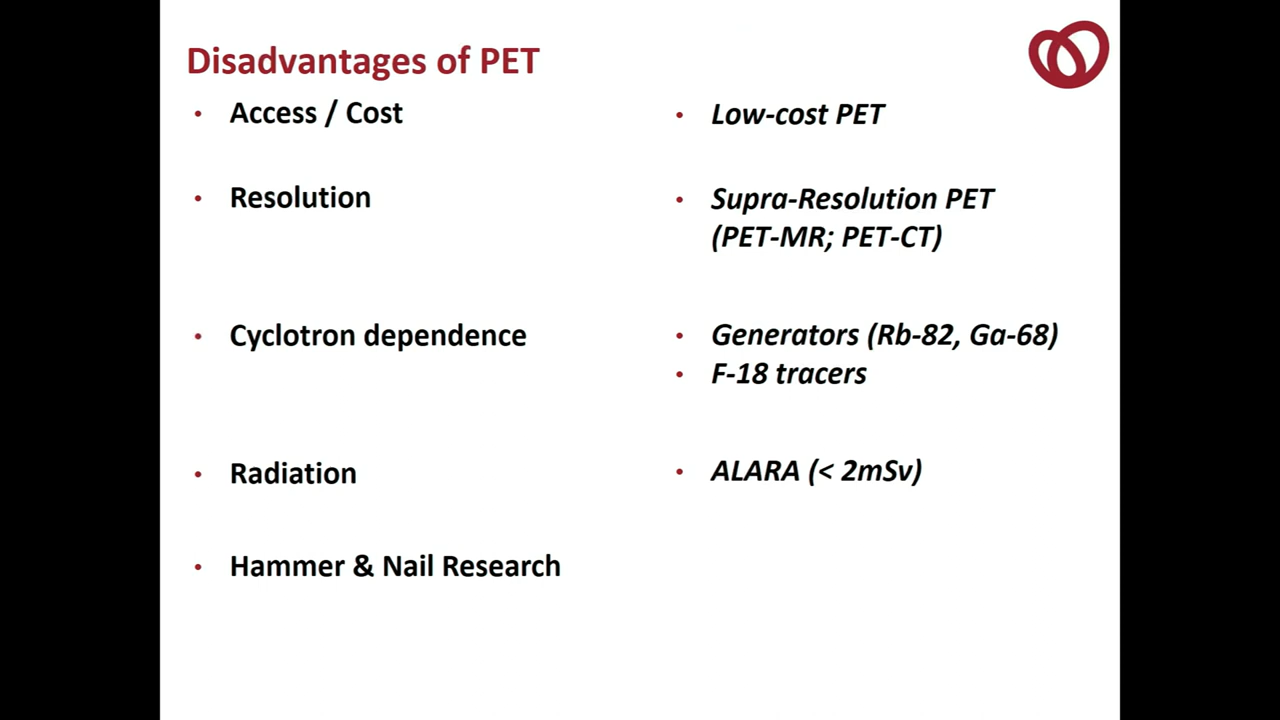 Disadvantages of PET
• Access / Cost
• Low-cost PET
• Resolution
• Supra-Resolution PET
(PET-MR; PET-CT)
• Cyclotron dependence
• Generators (Rb-82, Ga-68)
• F-18 tracers
• Radiation
• ALARA (< 2mSv)
• Hammer & Nail Research